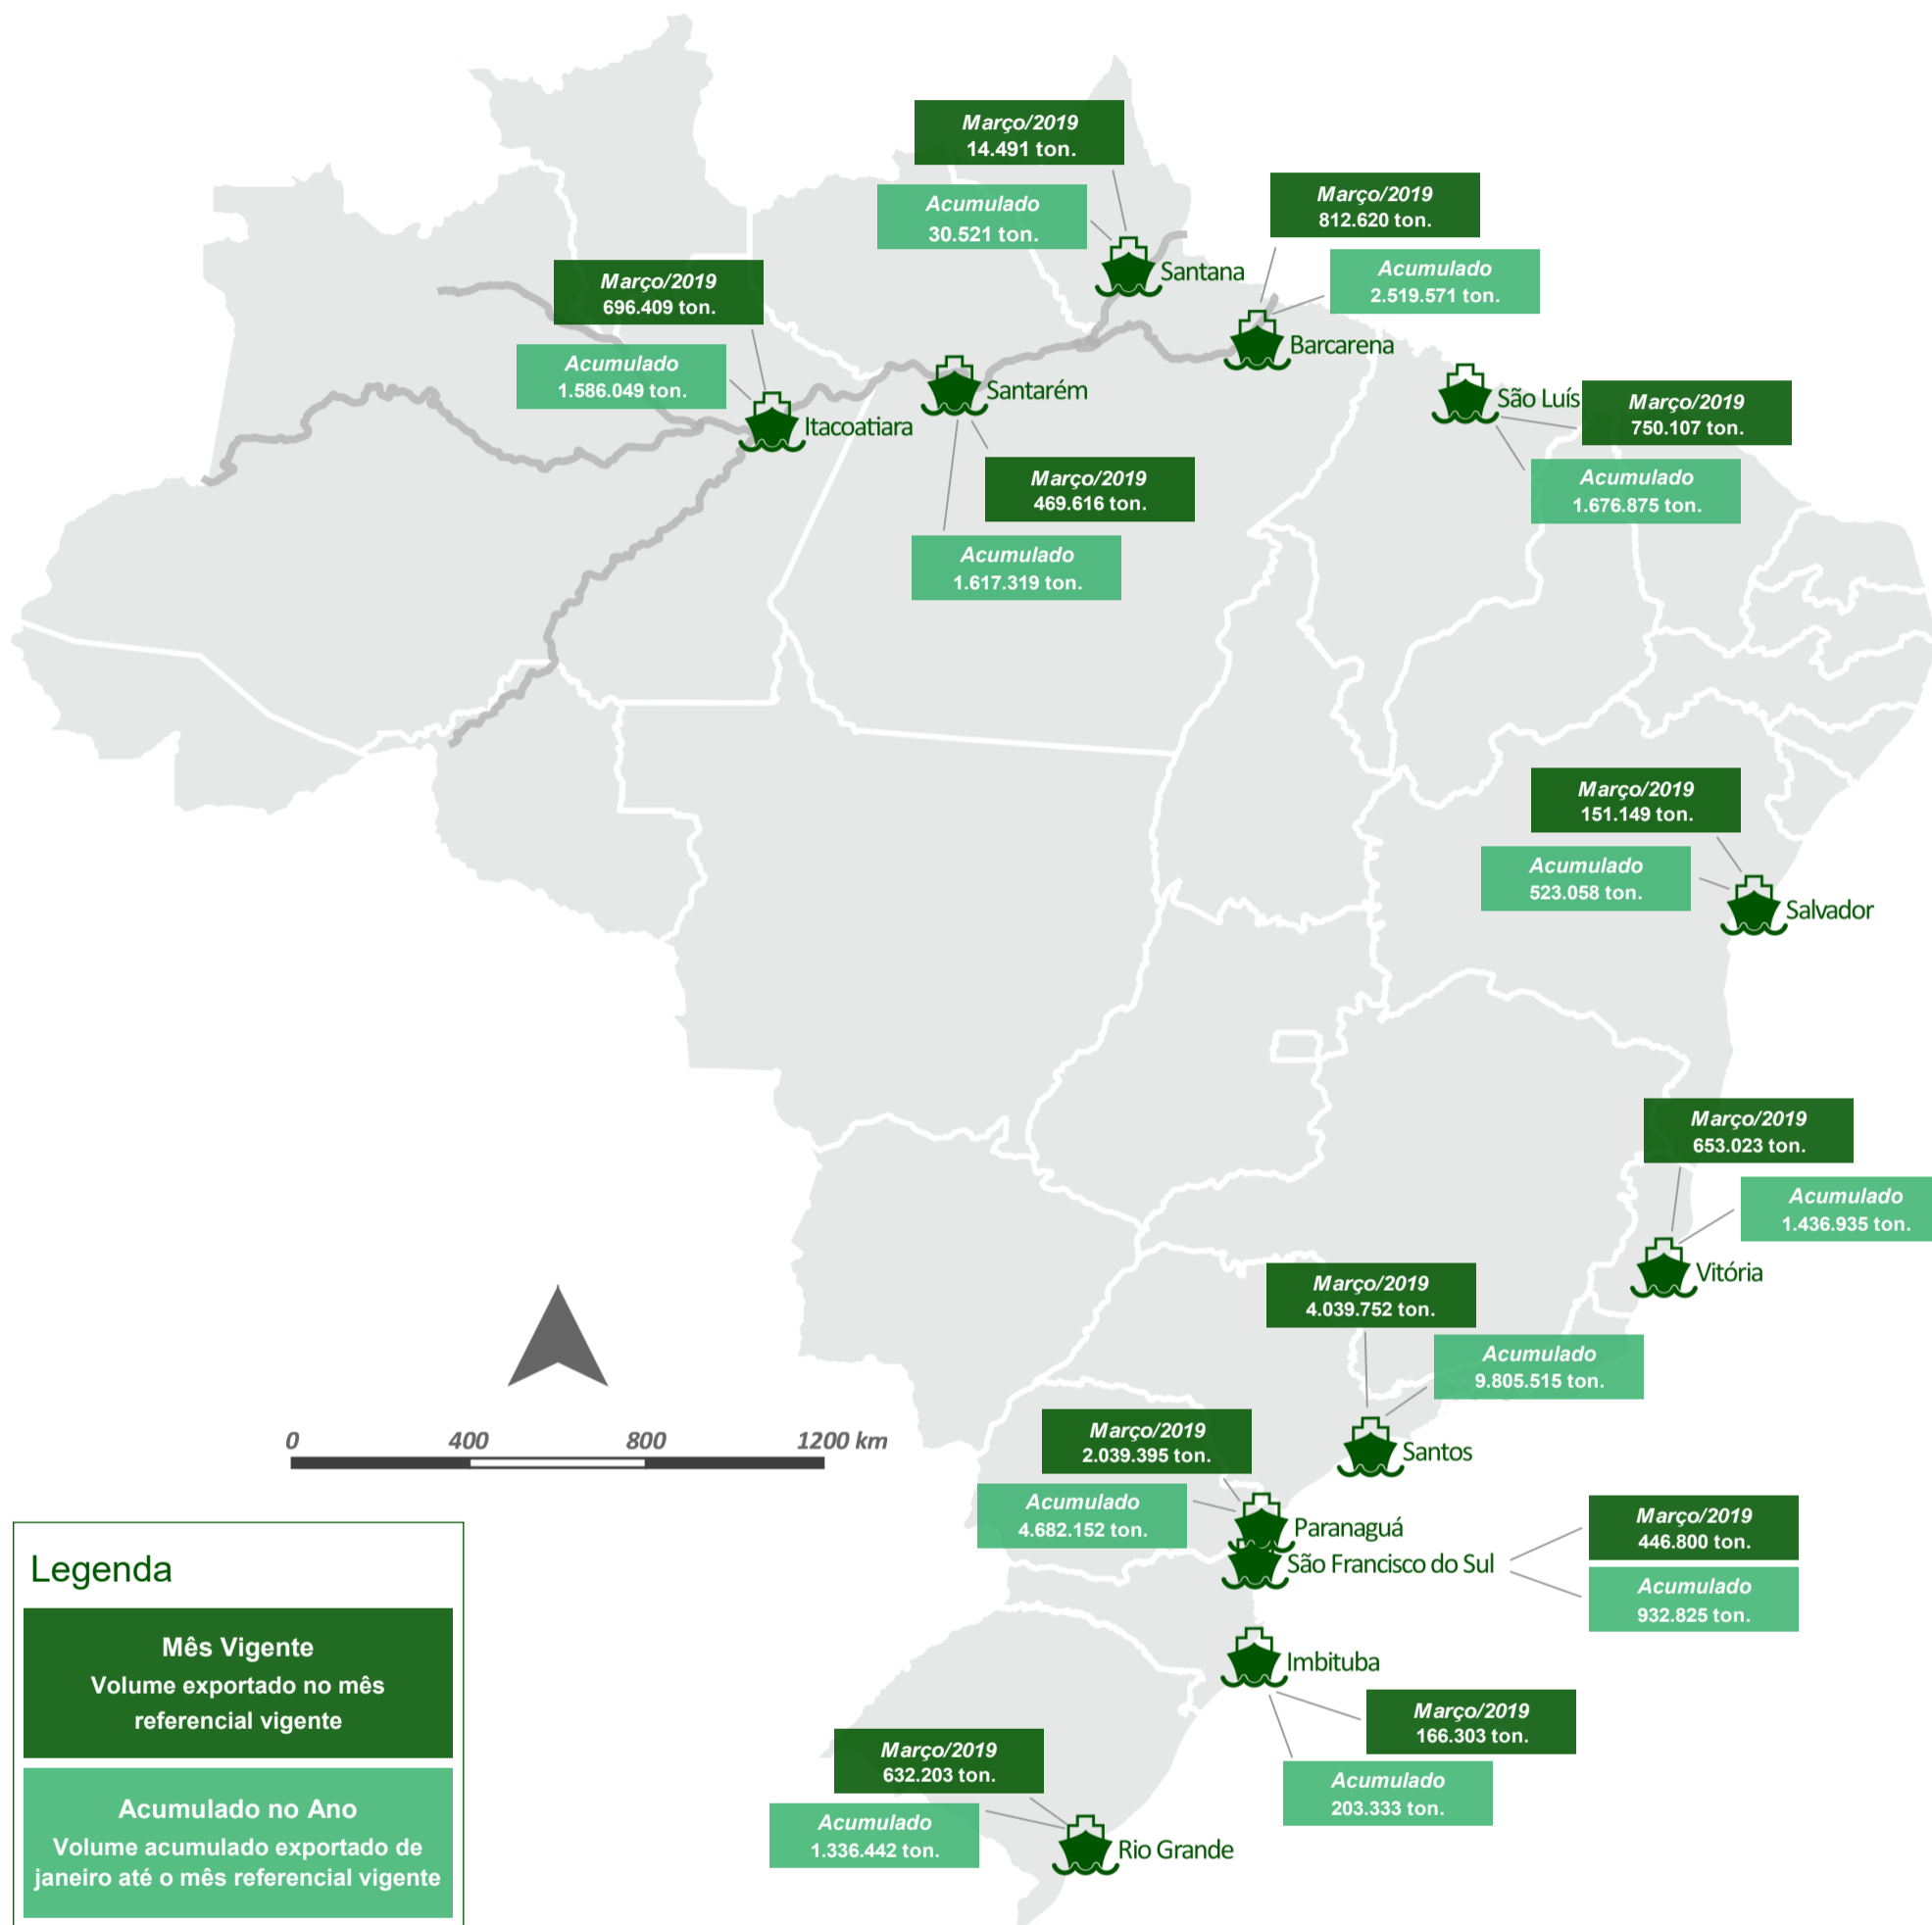 Março/2019
14.491 ton.
Acumulado
30.521 ton.
Santana
Março/2019
812.620 ton.
Acumulado
2.519.571 ton.
Barcarena
Março/2019
696.409 ton.
Acumulado
1.586.049 ton.
Itacoatiara
Santarém
Março/2019
469.616 ton.
Acumulado
1.617.319 ton.
São Luís
Março/2019
750.107 ton.
Acumulado
1.676.875 ton.
Março/2019
151.149 ton.
Acumulado
523.058 ton.
Salvador
Março/2019
653.023 ton.
Acumulado
1.436.935 ton.
Vitória
Março/2019
4.039.752 ton.
Acumulado
9.805.515 ton.
Santos
Março/2019
2.039.395 ton.
Acumulado
4.682.152 ton.
Paranaguá
São Francisco do Sul
Março/2019
446.800 ton.
Acumulado
932.825 ton.
Imbituba
Março/2019
166.303 ton.
Acumulado
203.333 ton.
Março/2019
632.203 ton.
Acumulado
1.336.442 ton.
Rio Grande
0 400 800 1200 km
Legenda
Mês Vigente
Volume exportado no mês
referencial vigente
Acumulado no Ano
Volume acumulado exportado de
janeiro até o mês referencial vigente